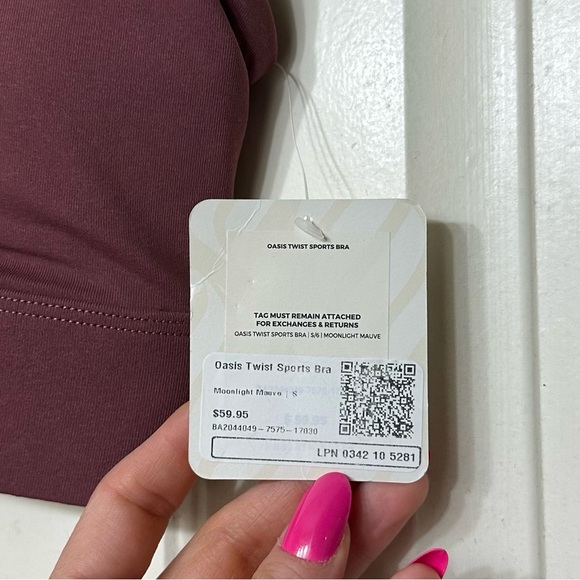 OASIS TWIST SPORTS BRA
TAG MUST REMAIN ATTACHED
FOR EXCHANGES & RETURNS
OASIS TWIST SPORTS BRA | S/6 | MOONLIGHT MAUVE
Oasis Twist Sports Bra
Moonlight Mauve | S
$59.95
BA2044049-7575-17030
LPN 0342 10 5281